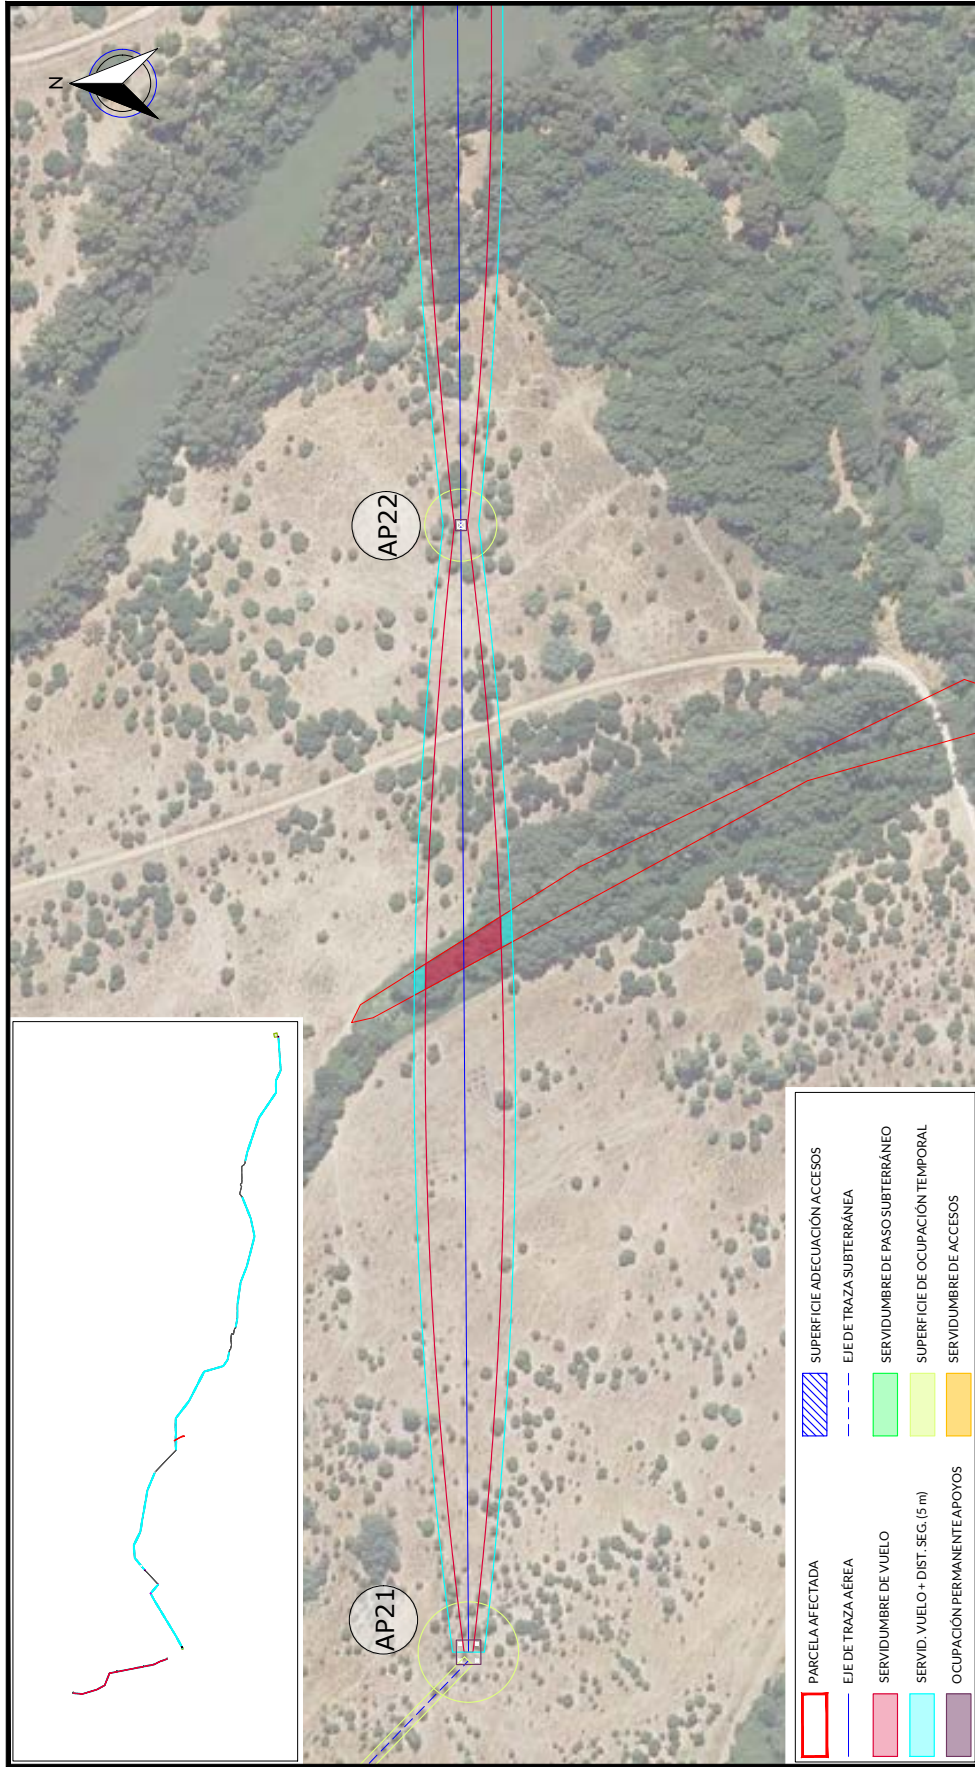 N
AP22
AP21
PARCELA AFECTADA
EJE DE TRAZA AÉREA
SERVIDUMBRE DE VUELO
SERVID. VUELO + DIST. SEG. (5 m)
OCUPACIÓN PERMANENTE APOYOS
SUPERFICIE ADECUACIÓN ACCESOS
EJE DE TRAZA SUBTERRÁNEA
SERVIDUMBRE DE PASO SUBTERRÁNEO
SUPERFICIE DE OCUPACIÓN TEMPORAL
SERVIDUMBRE DE ACCESOS